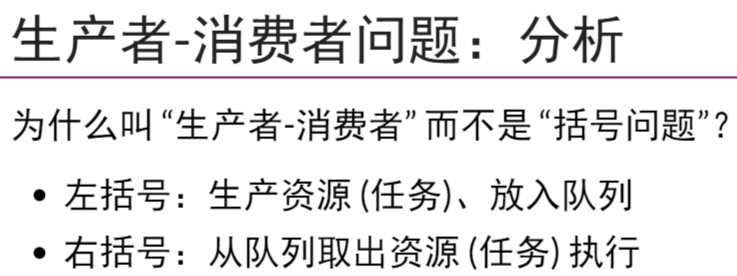 生产者-消费者问题：分析
为什么叫 “生产者-消费者” 而不是 “括号问题”？
• 左括号：生产资源 (任务)、放入队列
• 右括号：从队列取出资源 (任务) 执行